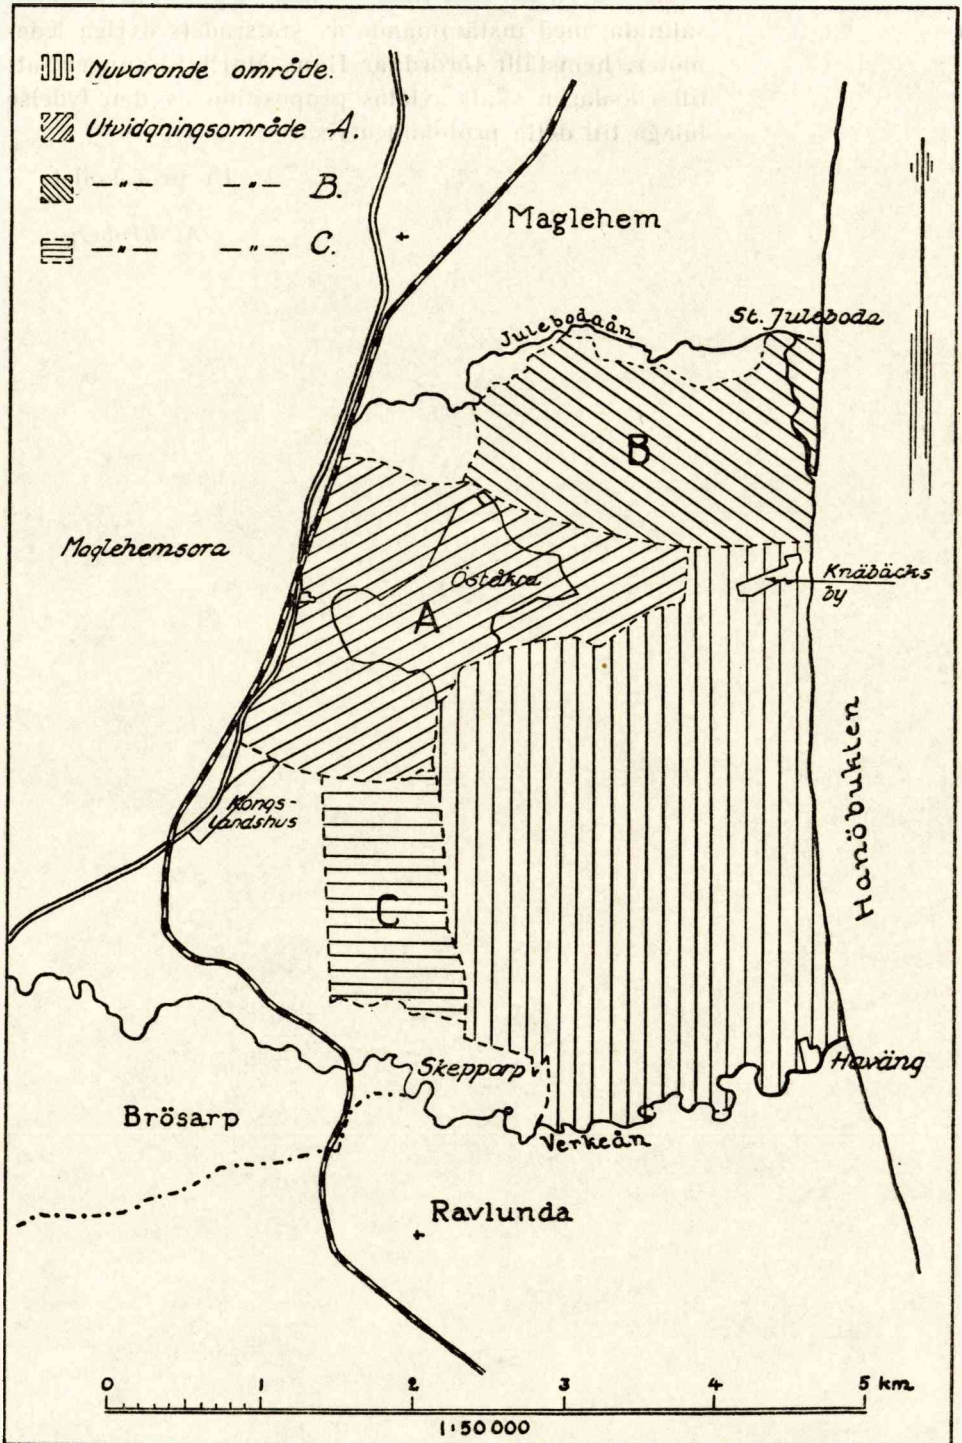 Nuvarande område.
Utvidgningsområde A.
—„— —„— B.
—„— —„— C.
Maglehem
Julebodaån
St. Juleboda
B
Maglehemsora
Öståkra
Knäbäcks
by
A
Hanöbukten
Kongs-
landshus
C
Skepparp
Haväng
Brösarp
Verkeån
Ravlunda
0 1 2 3 4 5 km
1:50 000